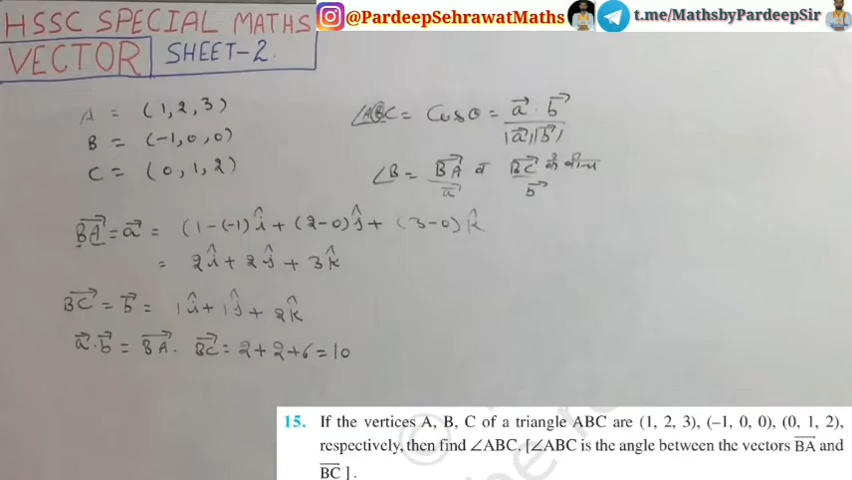 HSSC SPECIAL MATHS
@PardeepSehrawatMaths
t.me/MathsbyPardeepSir
VECTOR SHEET-2.
A = (1, 2, 3)
B = (-1, 0, 0)
C = (0, 1, 2)
∠ABC = Cosθ = a⃗ . b⃗ / |a⃗||b⃗|
∠B = BA⃗ व BC⃗ के बीच
a⃗ b⃗
BA⃗ = a⃗ = (1-(-1)î + (2-0)ĵ + (3-0)k̂
= 2î + 2ĵ + 3k̂
BC⃗ = b⃗ = 1î + 1ĵ + 2k̂
a⃗.b⃗ = BA⃗ . BC⃗ = 2+2+6 = 10
15. If the vertices A, B, C of a triangle ABC are (1, 2, 3), (–1, 0, 0), (0, 1, 2),
respectively, then find ∠ABC. [∠ABC is the angle between the vectors BA⃗ and
BC⃗ ].